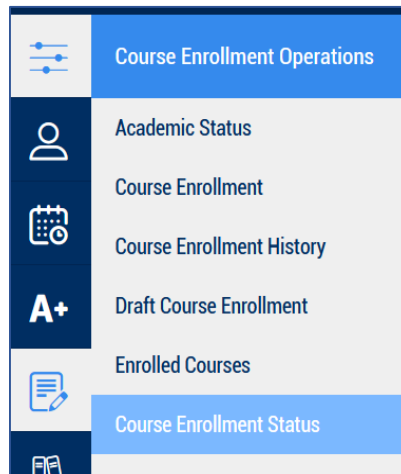 Course Enrollment Operations
Academic Status
Course Enrollment
Course Enrollment History
A+
Draft Course Enrollment
Enrolled Courses
Course Enrollment Status